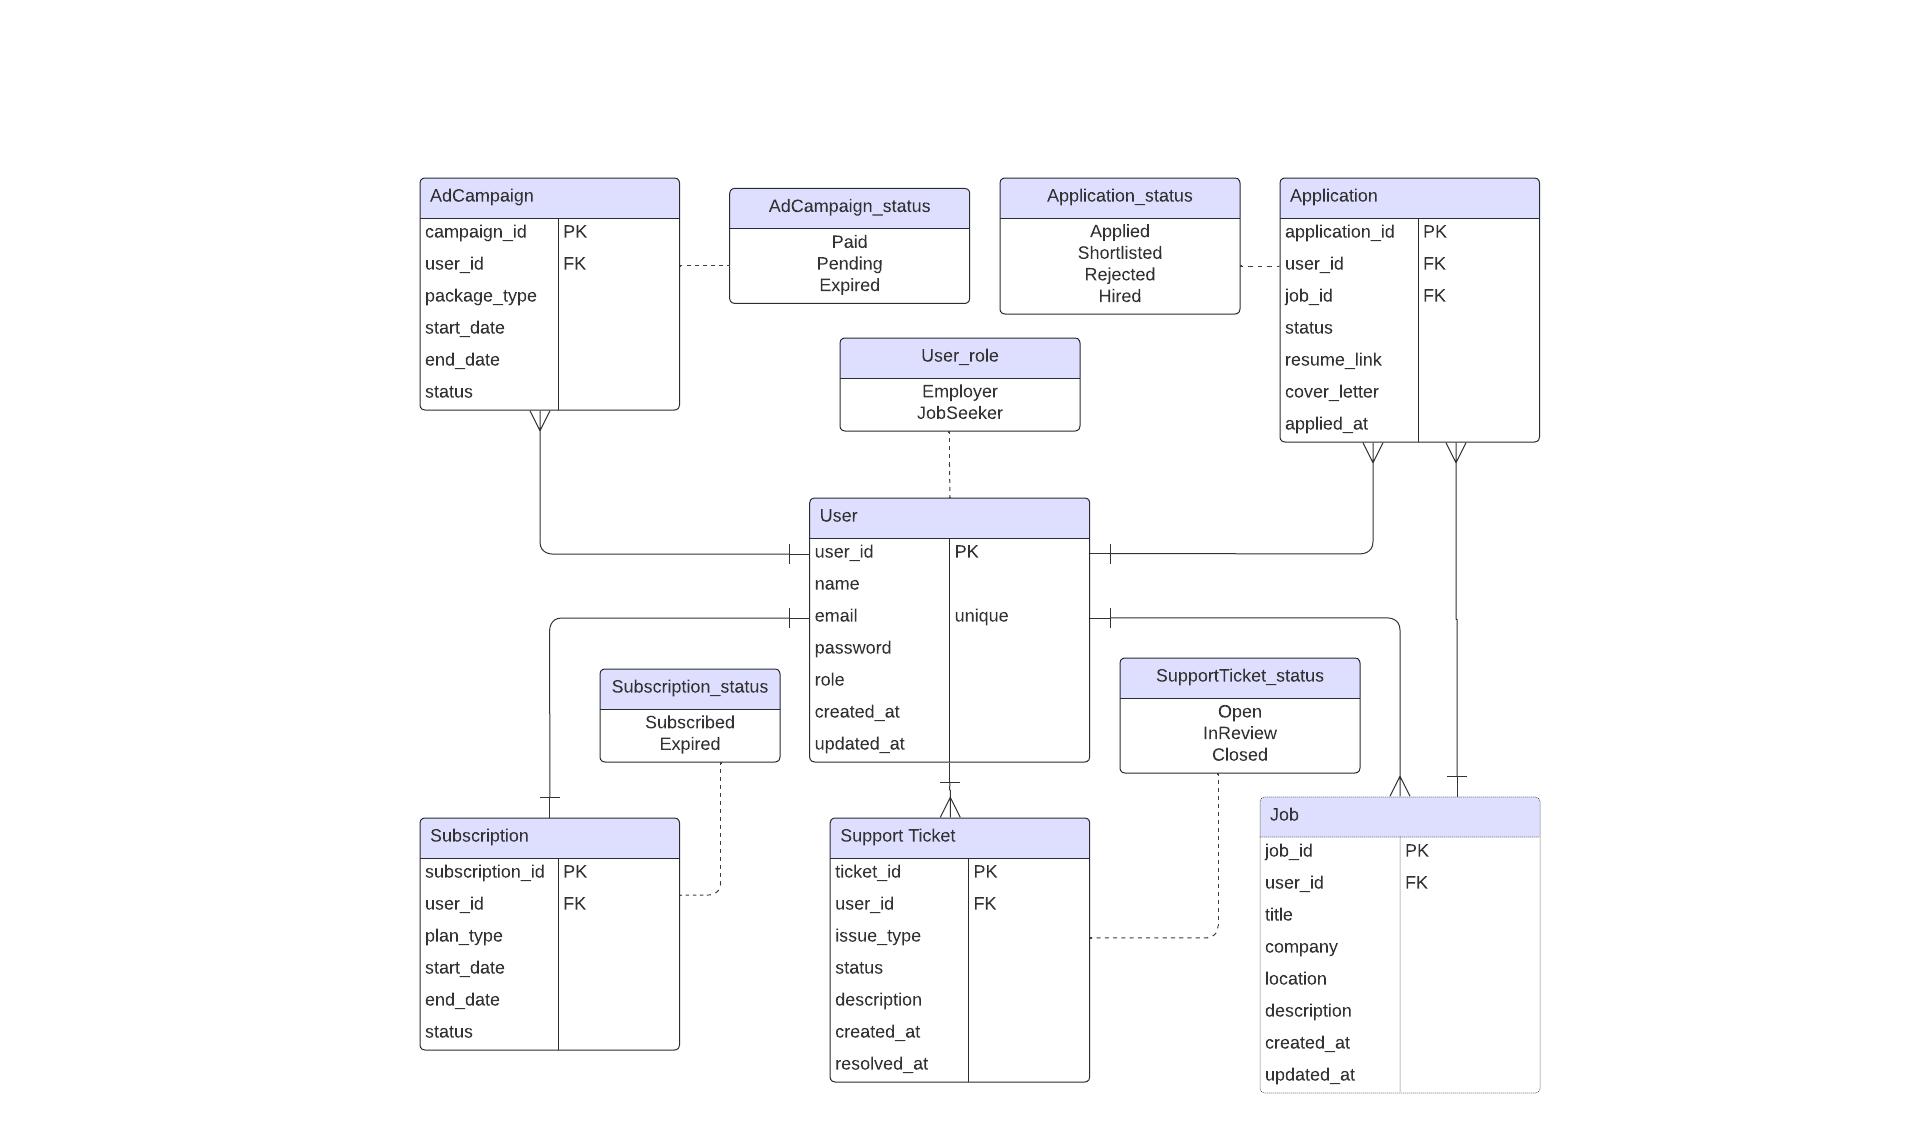 AdCampaign
campaign_id PK
user_id FK
package_type
start_date
end_date
status
AdCampaign_status
Paid
Pending
Expired
Application_status
Applied
Shortlisted
Rejected
Hired
Application
application_id PK
user_id FK
job_id FK
status
resume_link
cover_letter
applied_at
User_role
Employer
JobSeeker
User
user_id PK
name
email unique
password
role
created_at
updated_at
Subscription_status
Subscribed
Expired
SupportTicket_status
Open
InReview
Closed
Subscription
subscription_id PK
user_id FK
plan_type
start_date
end_date
status
Support Ticket
ticket_id PK
user_id FK
issue_type
status
description
created_at
resolved_at
Job
job_id PK
user_id FK
title
company
location
description
created_at
updated_at